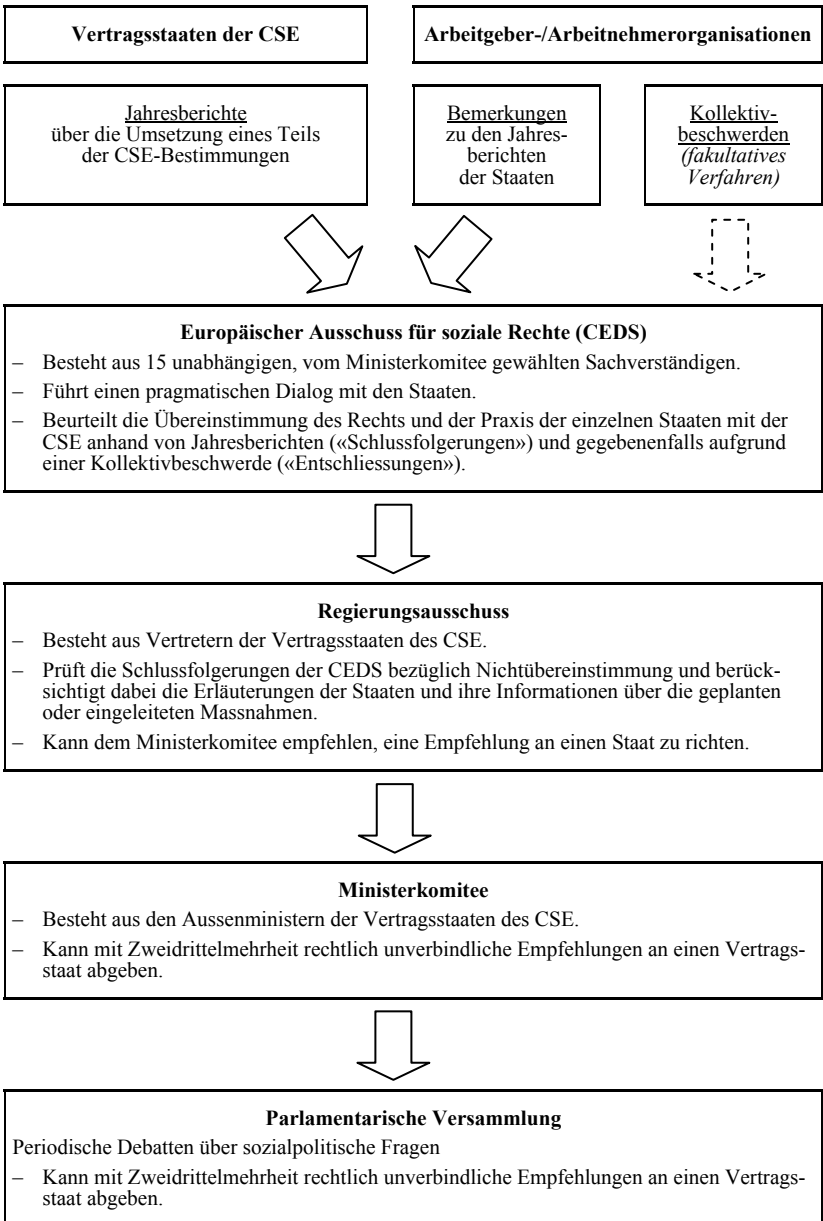 Vertragsstaaten der CSE
Arbeitgeber-/Arbeitnehmerorganisationen
Jahresberichte
über die Umsetzung eines Teils
der CSE-Bestimmungen
Bemerkungen
zu den Jahres-
berichten
der Staaten
Kollektiv-
beschwerden
(fakultatives
Verfahren)
Europäischer Ausschuss für soziale Rechte (CEDS)
– Besteht aus 15 unabhängigen, vom Ministerkomitee gewählten Sachverständigen.
– Führt einen pragmatischen Dialog mit den Staaten.
– Beurteilt die Übereinstimmung des Rechts und der Praxis der einzelnen Staaten mit der
CSE anhand von Jahresberichten («Schlussfolgerungen») und gegebenenfalls aufgrund
einer Kollektivbeschwerde («Entschliessungen»).
Regierungsausschuss
– Besteht aus Vertretern der Vertragsstaaten des CSE.
– Prüft die Schlussfolgerungen der CEDS bezüglich Nichtübereinstimmung und berück-
sichtigt dabei die Erläuterungen der Staaten und ihre Informationen über die geplanten
oder eingeleiteten Massnahmen.
– Kann dem Ministerkomitee empfehlen, eine Empfehlung an einen Staat zu richten.
Ministerkomitee
– Besteht aus den Aussenministern der Vertragsstaaten des CSE.
– Kann mit Zweidrittelmehrheit rechtlich unverbindliche Empfehlungen an einen Vertrags-
staat abgeben.
Parlamentarische Versammlung
Periodische Debatten über sozialpolitische Fragen
– Kann mit Zweidrittelmehrheit rechtlich unverbindliche Empfehlungen an einen Vertrags-
staat abgeben.